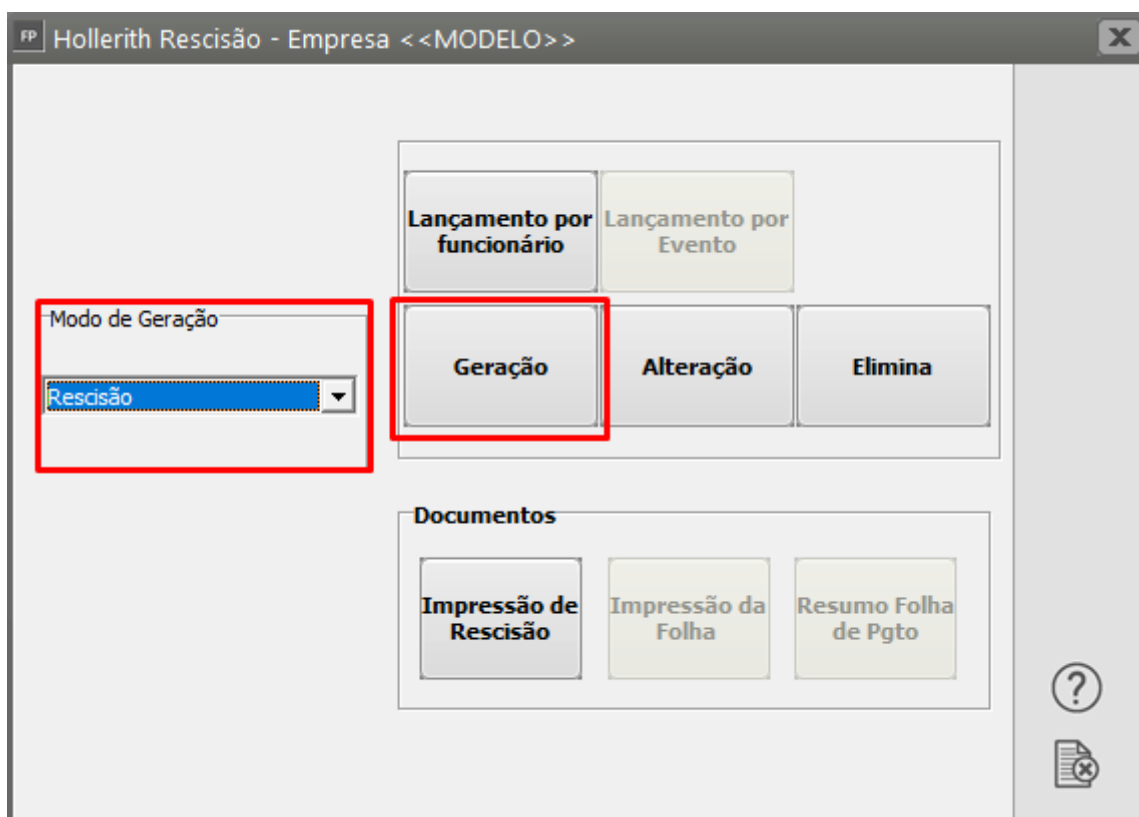 FP Hollerith Rescisão - Empresa <<MODELO>>
Lançamento por funcionário
Lançamento por Evento
Modo de Geração
Rescisão
Geração
Alteração
Elimina
Documentos
Impressão de Rescisão
Impressão da Folha
Resumo Folha de Pgto
?